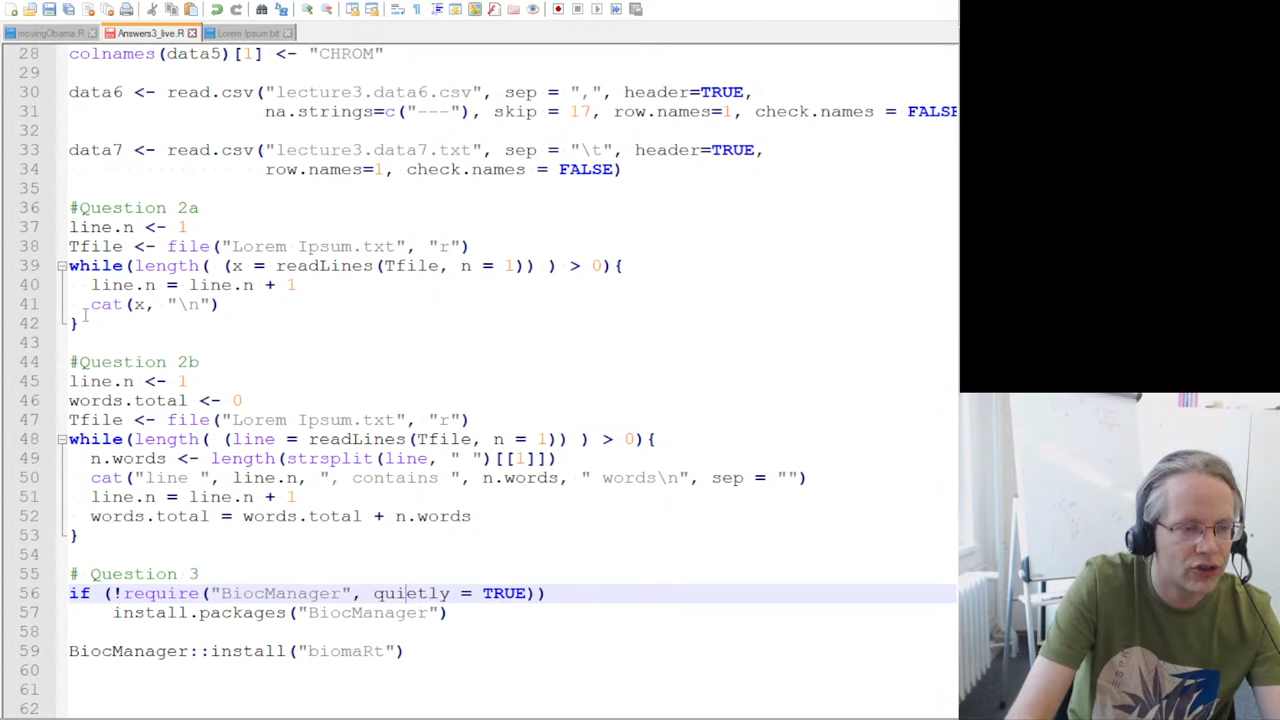 movingObama.R Answers3_live.R Lorem Ipsum.txt
28 colnames(data5)[1] <- "CHROM"
29
30 data6 <- read.csv("lecture3.data6.csv", sep = ",", header=TRUE,
31 na.strings=c("---"), skip = 17, row.names=1, check.names = FALSE
32
33 data7 <- read.csv("lecture3.data7.txt", sep = "\t", header=TRUE,
34 row.names=1, check.names = FALSE)
35
36 #Question 2a
37 line.n <- 1
38 Tfile <- file("Lorem Ipsum.txt", "r")
39 while(length( (x = readLines(Tfile, n = 1)) ) > 0){
40 line.n = line.n + 1
41 cat(x, "\n")
42 }
43
44 #Question 2b
45 line.n <- 1
46 words.total <- 0
47 Tfile <- file("Lorem Ipsum.txt", "r")
48 while(length( (line = readLines(Tfile, n = 1)) ) > 0){
49 n.words <- length(strsplit(line, " ")[[1]])
50 cat("line ", line.n, ", contains ", n.words, " words\n", sep = "")
51 line.n = line.n + 1
52 words.total = words.total + n.words
53 }
54
55 # Question 3
56 if (!require("BiocManager", quietly = TRUE))
57 install.packages("BiocManager")
58
59 BiocManager::install("biomaRt")
60
61
62